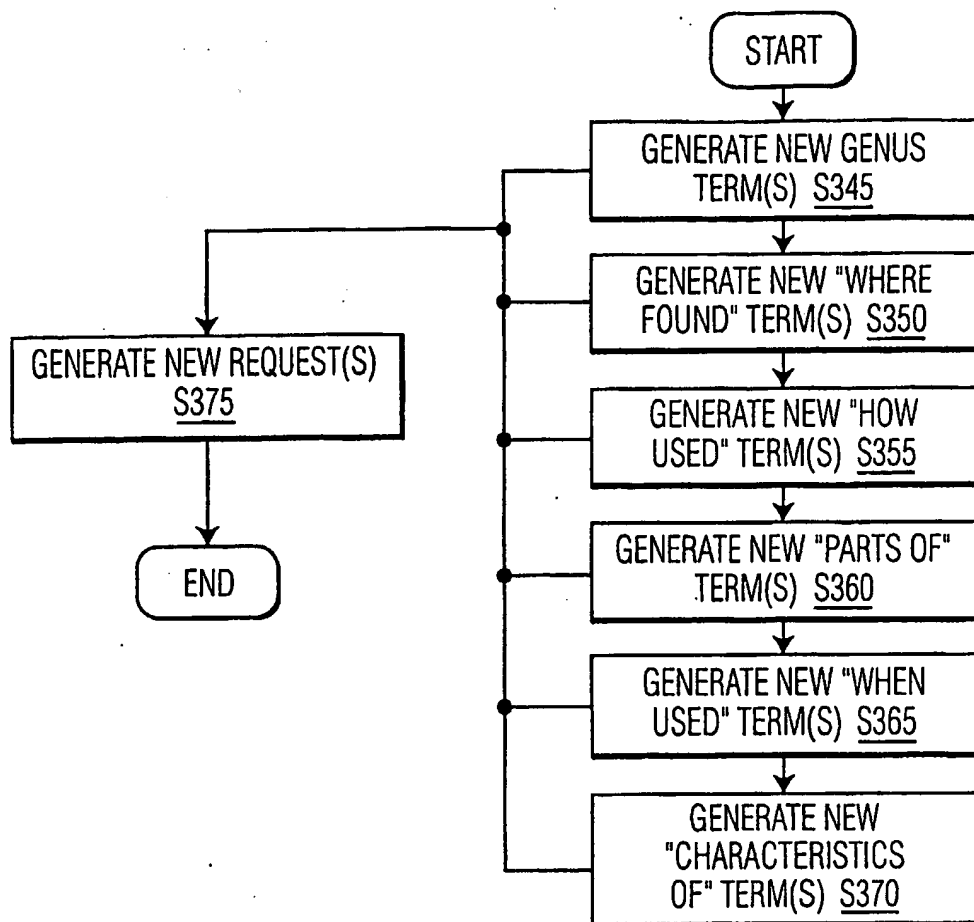 START
GENERATE NEW GENUS
TERM(S) S345
GENERATE NEW "WHERE
FOUND" TERM(S) S350
GENERATE NEW "HOW
USED" TERM(S) S355
GENERATE NEW "PARTS OF"
TERM(S) S360
GENERATE NEW "WHEN
USED" TERM(S) S365
GENERATE NEW
"CHARACTERISTICS
OF" TERM(S) S370
GENERATE NEW REQUEST(S)
S375
END